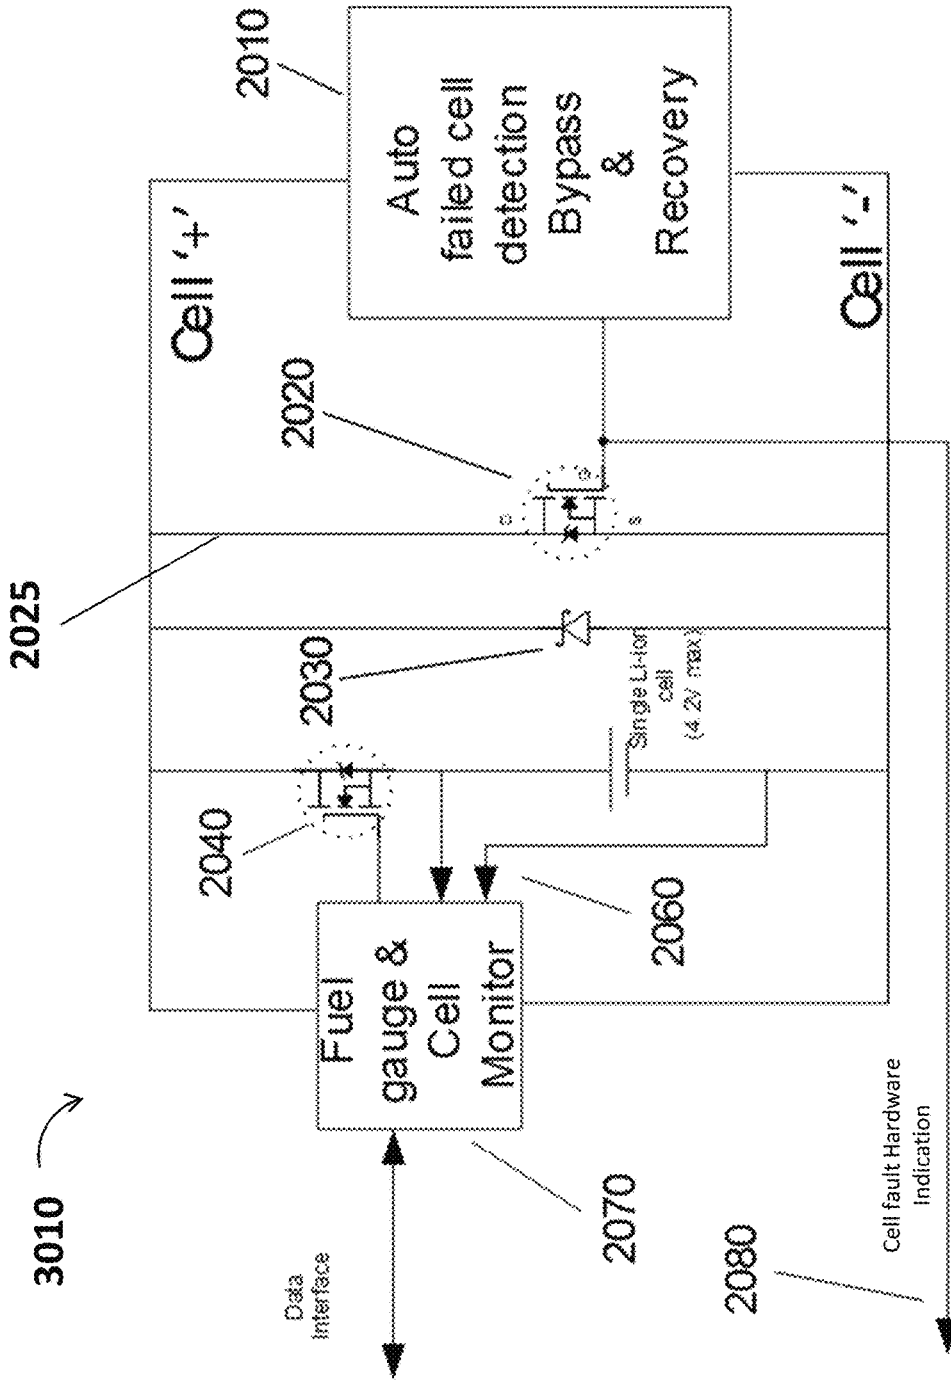 3010
2025
Cell '+'
2010
Auto
failed cell
detection
Bypass
&
Recovery
2020
D
G
S
2030
2040
Single Li-Ion
cell
(4.2V max)
Fuel
gauge &
Cell
Monitor
2060
2070
Data
Interface
Cell '-'
2080
Cell fault Hardware
Indication